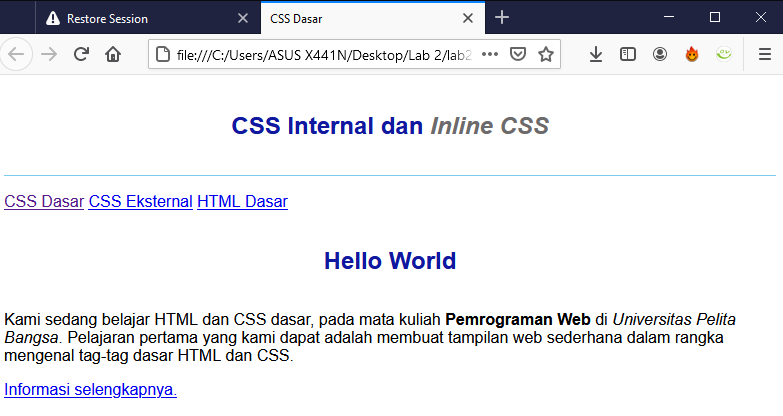 Restore Session
CSS Dasar
file:///C:/Users/ASUS X441N/Desktop/Lab 2/lab2
CSS Internal dan Inline CSS
CSS Dasar CSS Eksternal HTML Dasar
Hello World
Kami sedang belajar HTML dan CSS dasar, pada mata kuliah Pemrograman Web di Universitas Pelita
Bangsa. Pelajaran pertama yang kami dapat adalah membuat tampilan web sederhana dalam rangka
mengenal tag-tag dasar HTML dan CSS.
Informasi selengkapnya.